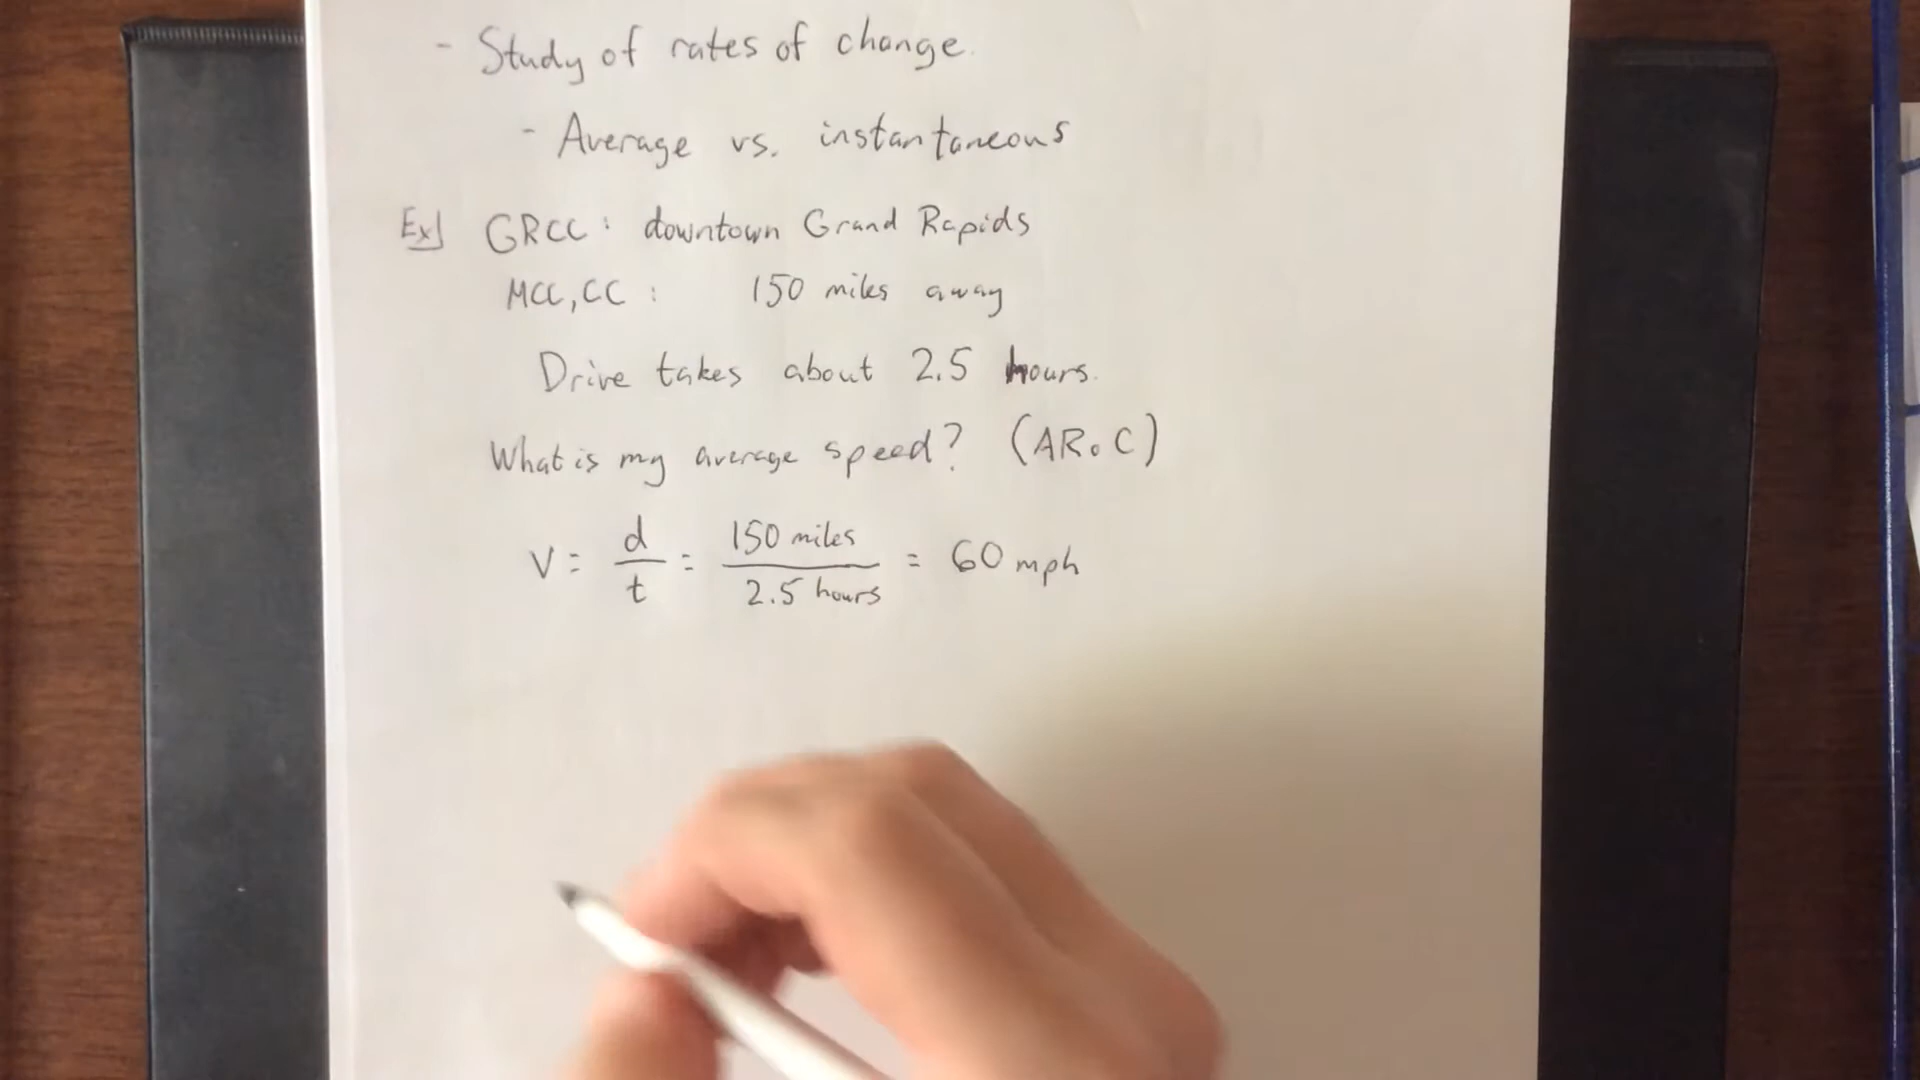 - Study of rates of change.
- Average vs. instantaneous
Ex] GRCC: downtown Grand Rapids
MCC, CC: 150 miles away
Drive takes about 2.5 hours.
What is my average speed? (ARoC)
V = d/t = 150 miles/2.5 hours = 60 mph